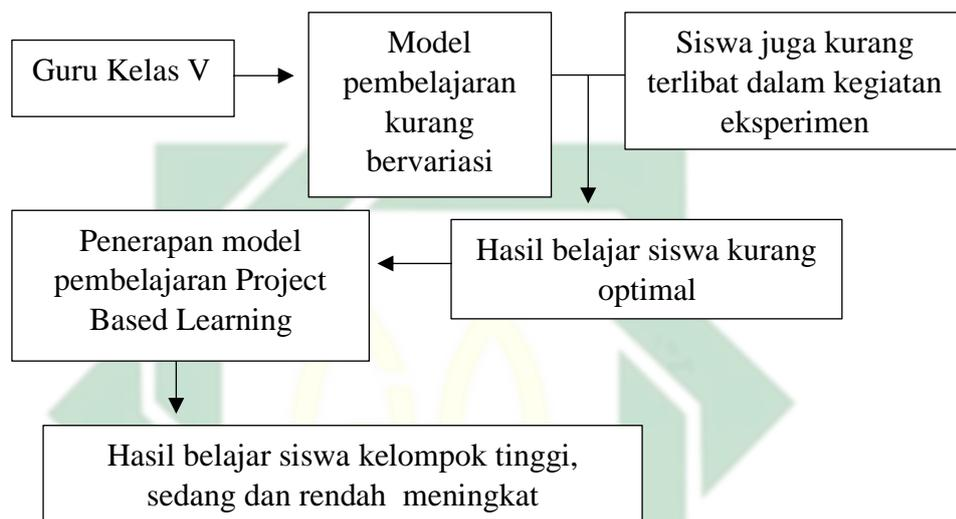 Guru Kelas V
Model
pembelajaran
kurang
bervariasi
Siswa juga kurang
terlibat dalam kegiatan
eksperimen
Hasil belajar siswa kurang
optimal
Penerapan model
pembelajaran Project
Based Learning
Hasil belajar siswa kelompok tinggi,
sedang dan rendah  meningkat